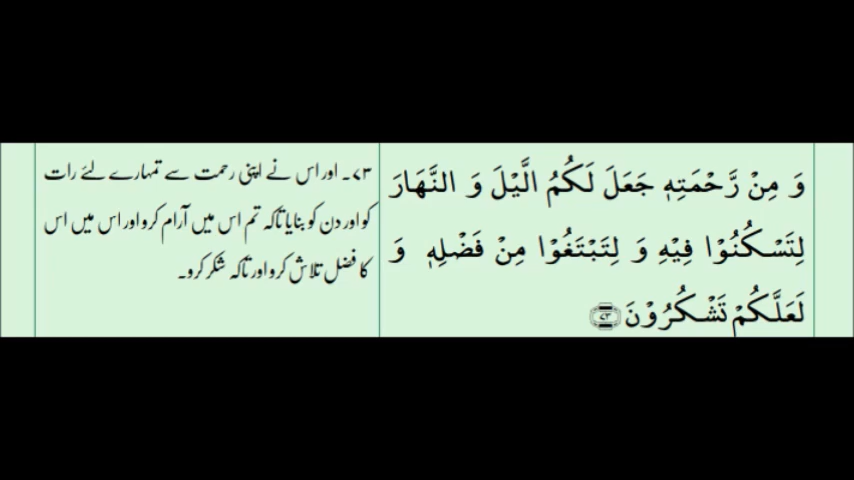 وَ مِنۡ رَّحۡمَتِہٖ جَعَلَ لَکُمُ الَّیۡلَ وَ النَّہَارَ
لِتَسۡکُنُوۡا فِیۡہِ وَ لِتَبۡتَغُوۡا مِنۡ فَضۡلِہٖ وَ
لَعَلَّکُمۡ تَشۡکُرُوۡنَ ﴿۷۳﴾
۷۳۔ اور اس نے اپنی رحمت سے تمہارے لئے رات
کو اور دن کو بنایا تاکہ تم اس میں آرام کرو اور اس میں اس
کا فضل تلاش کرو اور تاکہ شکر کرو۔